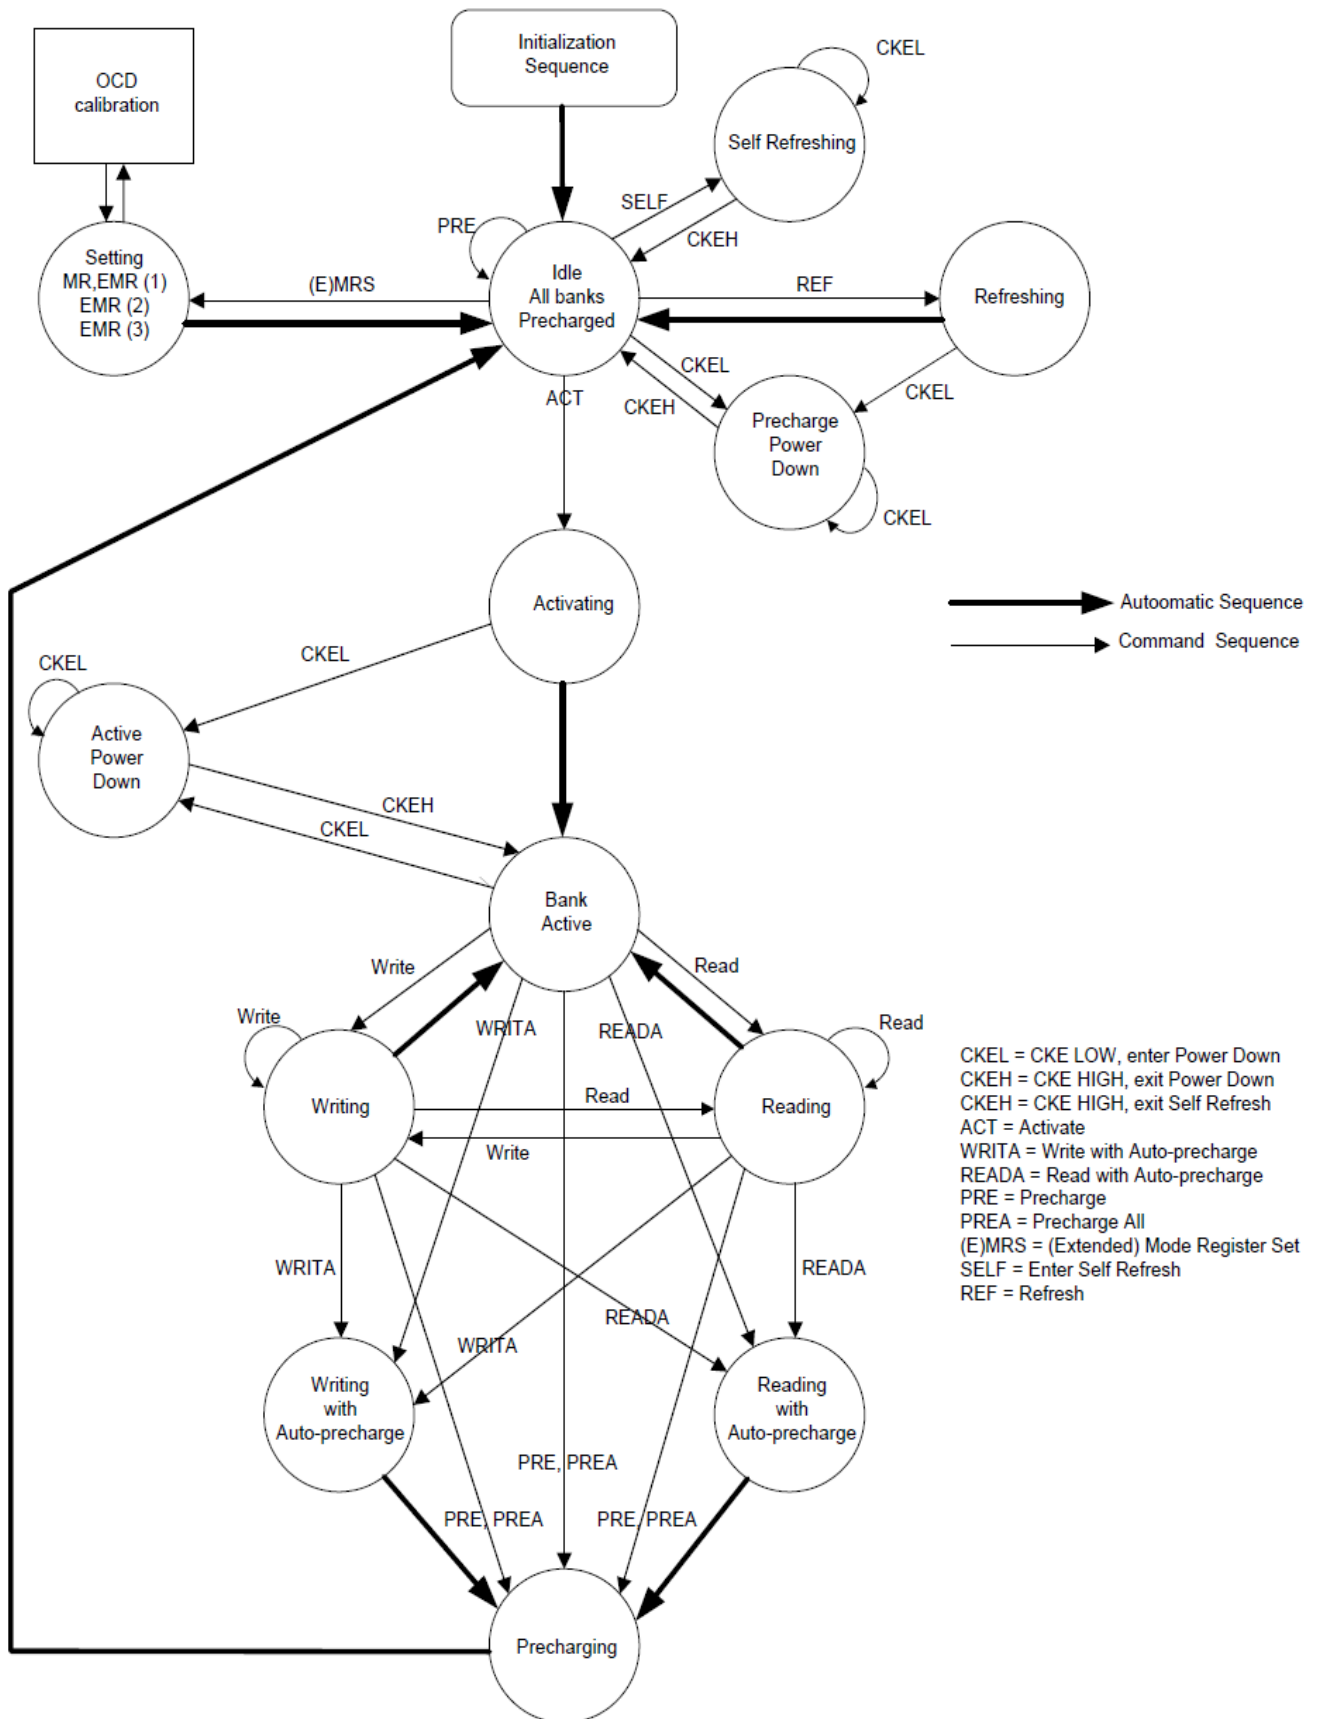 OCD
calibration
Initialization
Sequence
CKEL
Self Refreshing
SELF
CKEH
PRE
Setting
MR,EMR (1)
EMR (2)
EMR (3)
(E)MRS
Idle
All banks
Precharged
REF
Refreshing
CKEL
CKEH
CKEL
ACT
Precharge
Power
Down
CKEL
Activating
Autoomatic Sequence
Command Sequence
CKEL
CKEL
Active
Power
Down
CKEH
CKEL
Bank
Active
Write
Read
Write
WRITA
READA
Read
Writing
Read
Reading
Write
CKEL = CKE LOW, enter Power Down
CKEH = CKE HIGH, exit Power Down
CKEH = CKE HIGH, exit Self Refresh
ACT = Activate
WRITA = Write with Auto-precharge
READA = Read with Auto-precharge
PRE = Precharge
PREA = Precharge All
(E)MRS = (Extended) Mode Register Set
SELF = Enter Self Refresh
REF = Refresh
WRITA
READA
READA
WRITA
Writing
with
Auto-precharge
Reading
with
Auto-precharge
PRE, PREA
PRE, PREA
PRE, PREA
Precharging